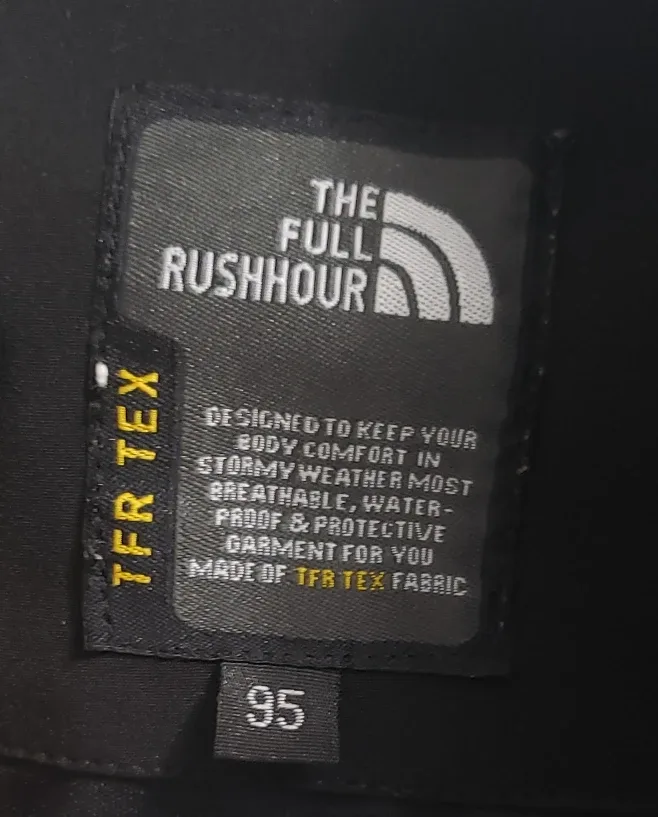 THE
FULL
RUSHHOUR
TFR TEX
DESIGNED TO KEEP YOUR
BODY COMFORT IN
STORMY WEATHER MOST
BREATHABLE, WATER-
PROOF & PROTECTIVE
GARMENT FOR YOU
MADE OF TFR TEX FABRIC
95